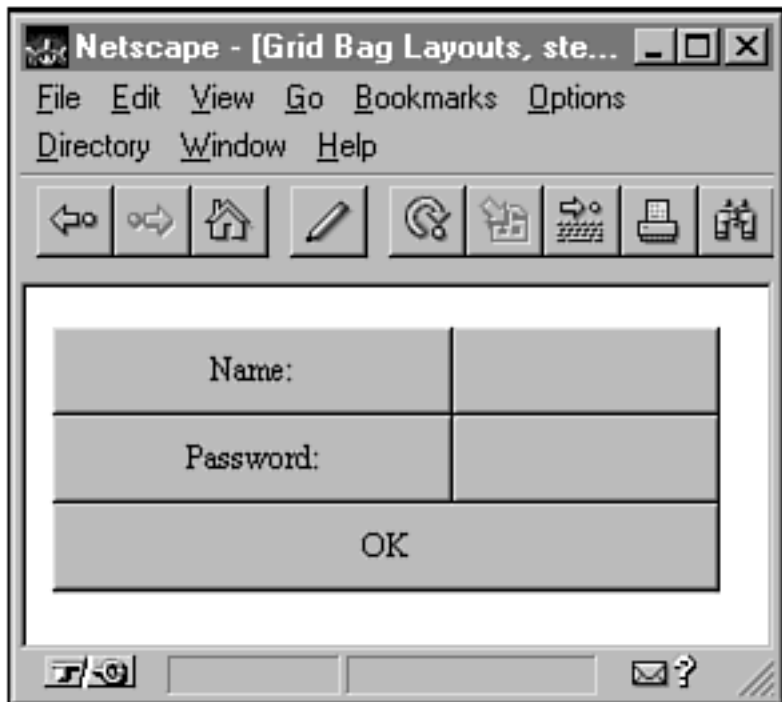 Netscape - [Grid Bag Layouts, ste...
File Edit View Go Bookmarks Options
Directory Window Help
Name:
Password:
OK
?